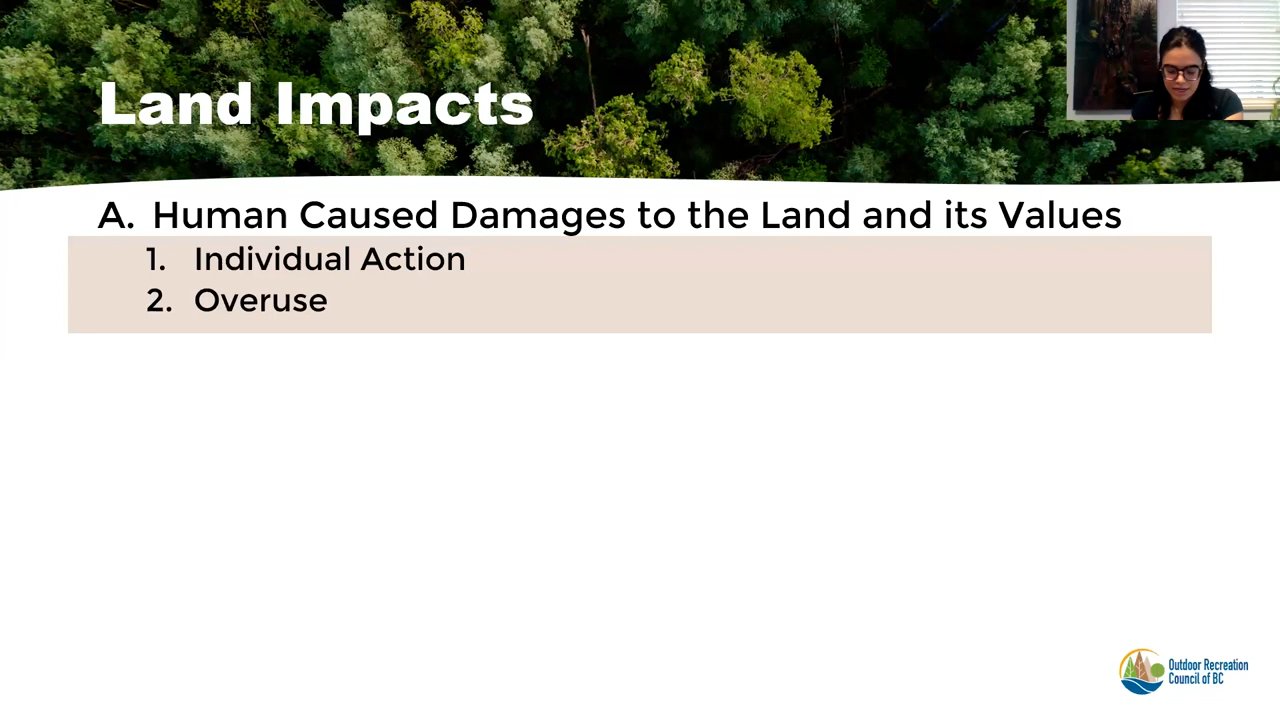 Land Impacts
A. Human Caused Damages to the Land and its Values
1. Individual Action
2. Overuse
Outdoor Recreation
Council of BC